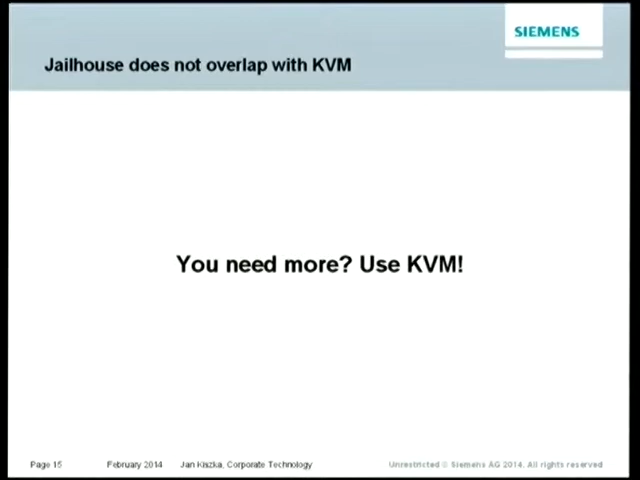 SIEMENS
Jailhouse does not overlap with KVM
You need more? Use KVM!
Page 15 February 2014 Jan Kiszka, Corporate Technology Unrestricted © Siemens AG 2014. All rights reserved